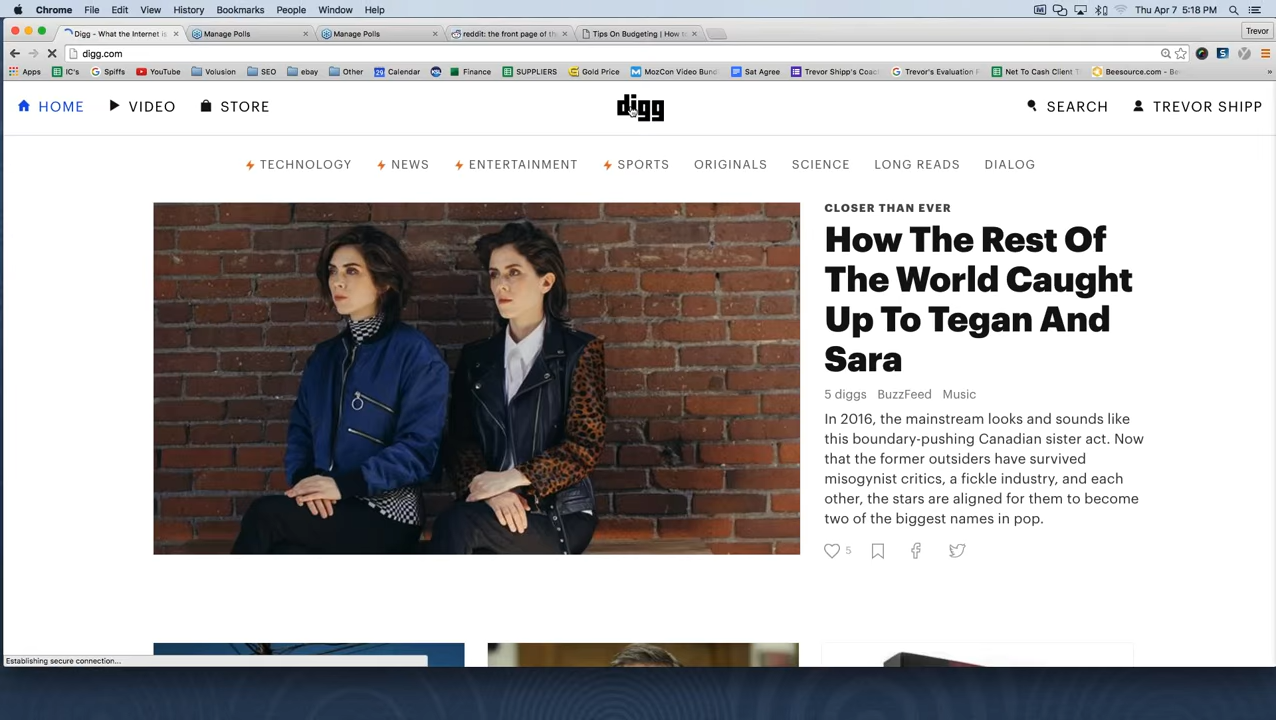 Chrome File Edit View History Bookmarks People Window Help Thu Apr 7 5:18 PM
Digg - What the Internet is Manage Polls Manage Polls reddit: the front page of th Tips On Budgeting | How t Trevor
digg.com
Apps IC's Spiffs YouTube Volusion SEO ebay Other Calendar Finance SUPPLIERS Gold Price MozCon Video Bund Sat Agree Trevor Shipp's Coac Trevor's Evaluation F Net To Cash Client T Beesource.com - Be »
HOME VIDEO STORE digg SEARCH TREVOR SHIPP
TECHNOLOGY NEWS ENTERTAINMENT SPORTS ORIGINALS SCIENCE LONG READS DIALOG
CLOSER THAN EVER
How The Rest Of
The World Caught
Up To Tegan And
Sara
5 diggs BuzzFeed Music
In 2016, the mainstream looks and sounds like
this boundary-pushing Canadian sister act. Now
that the former outsiders have survived
misogynist critics, a fickle industry, and each
other, the stars are aligned for them to become
two of the biggest names in pop.
5
Establishing secure connection...